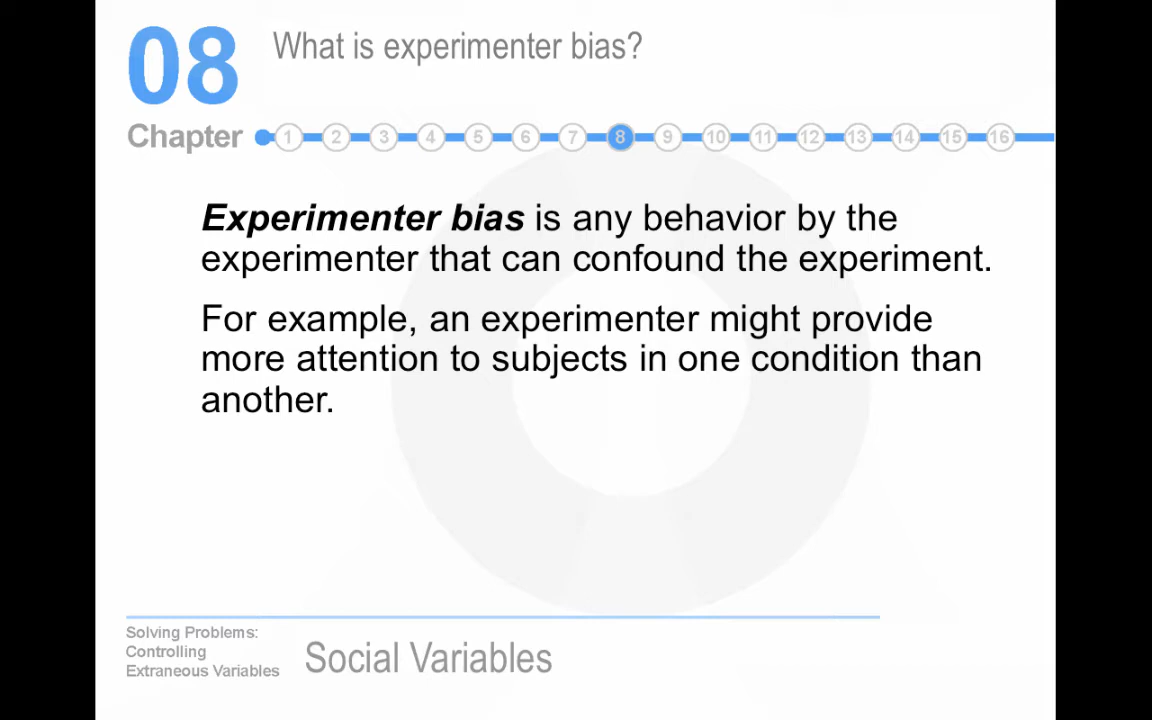 08
What is experimenter bias?
Chapter
1 2 3 4 5 6 7 8 9 10 11 12 13 14 15 16
Experimenter bias is any behavior by the
experimenter that can confound the experiment.
For example, an experimenter might provide
more attention to subjects in one condition than
another.
Solving Problems:
Controlling
Extraneous Variables
Social Variables